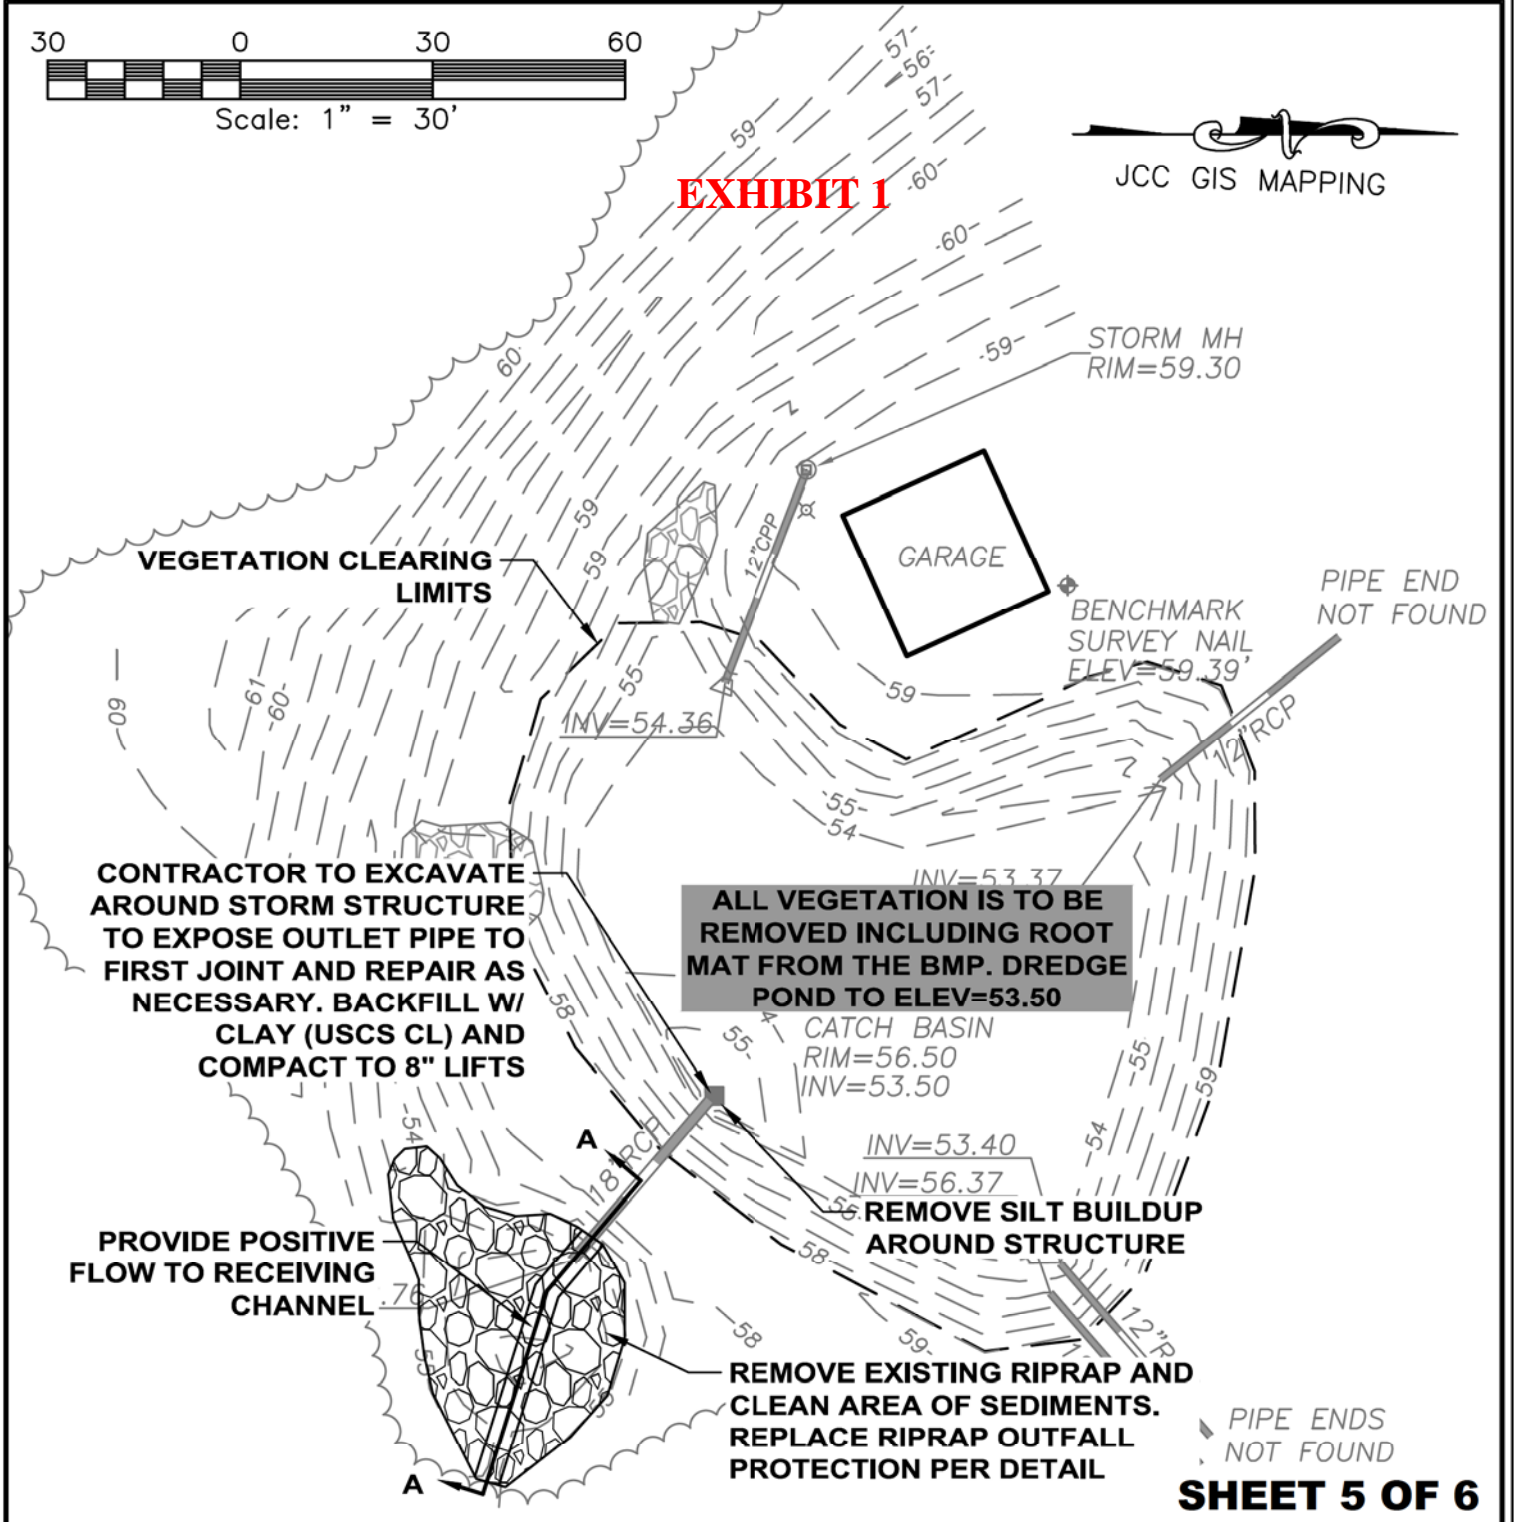 30 0 30 60
Scale: 1" = 30'
57-
56-
57-
59
-60-
EXHIBIT 1
JCC GIS MAPPING
-60-
STORM MH
RIM=59.30
-59-
60
59
12"CPP
GARAGE
VEGETATION CLEARING
LIMITS
59
PIPE END
NOT FOUND
BENCHMARK
SURVEY NAIL
ELEV=59.39'
55
59
61
-60-
-60-
INV=54.36
12"RCP
-55-
54
CONTRACTOR TO EXCAVATE
AROUND STORM STRUCTURE
TO EXPOSE OUTLET PIPE TO
FIRST JOINT AND REPAIR AS
NECESSARY. BACKFILL W/
CLAY (USCS CL) AND
COMPACT TO 8" LIFTS
INV=53.37
ALL VEGETATION IS TO BE
REMOVED INCLUDING ROOT
MAT FROM THE BMP. DREDGE
POND TO ELEV=53.50
58
55
CATCH BASIN
RIM=56.50
INV=53.50
-55-
59
-54
-54
A
18"RCP
INV=53.40
INV=56.37
REMOVE SILT BUILDUP
AROUND STRUCTURE
PROVIDE POSITIVE
FLOW TO RECEIVING
CHANNEL
.76
58
58
59-
55
12"R
REMOVE EXISTING RIPRAP AND
CLEAN AREA OF SEDIMENTS.
REPLACE RIPRAP OUTFALL
PROTECTION PER DETAIL
PIPE ENDS
NOT FOUND
A
SHEET 5 OF 6